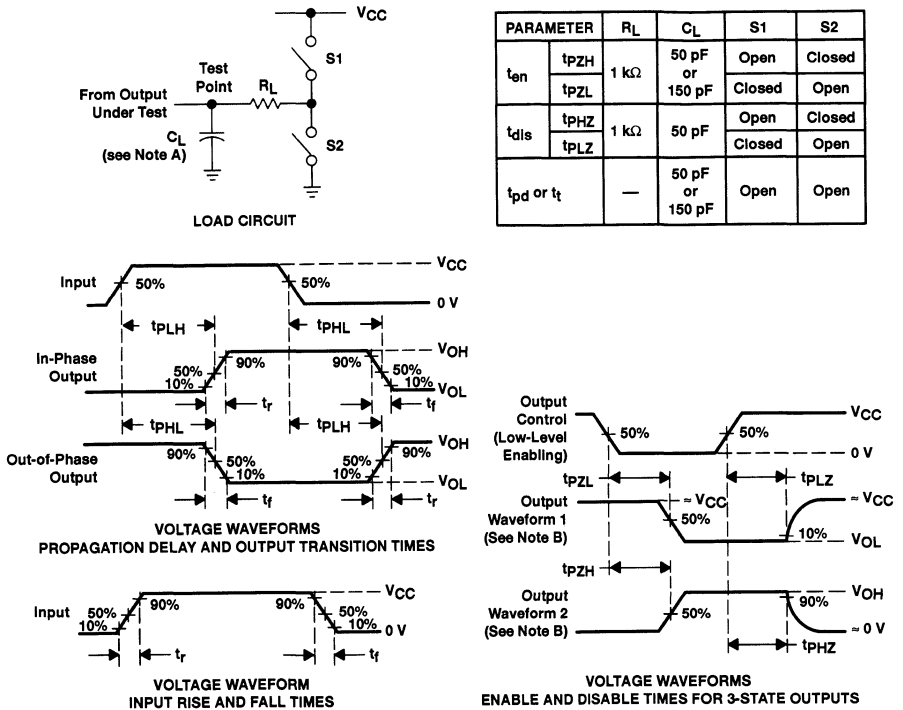 VCC
S1
Test
Point
RL
From Output
Under Test
CL
(see Note A)
S2
LOAD CIRCUIT
PARAMETER RL CL S1 S2
ten tPZH 1 kΩ 50 pF or 150 pF Open Closed
tPZL Closed Open
tdis tPHZ 1 kΩ 50 pF Open Closed
tPLZ Closed Open
tpd or tt — 50 pF or 150 pF Open Open
Input 50% 50% VCC
0 V
tPLH tPHL
In-Phase
Output
50%
10%
90% 90%
50%
10%
VOH
VOL
tr tf
tPHL tPLH
Out-of-Phase
Output
90%
50%
10%
50%
10%
90%
VOH
VOL
tf tr
VOLTAGE WAVEFORMS
PROPAGATION DELAY AND OUTPUT TRANSITION TIMES
Input
50%
10%
90% 90%
50%
10%
VCC
0 V
tr tf
VOLTAGE WAVEFORM
INPUT RISE AND FALL TIMES
Output
Control
(Low-Level
Enabling)
50% 50%
VCC
0 V
tPZL tPLZ
Output
Waveform 1
(See Note B)
≈ VCC
50%
10%
≈ VCC
VOL
tPZH
Output
Waveform 2
(See Note B)
50%
90%
VOH
≈ 0 V
tPHZ
VOLTAGE WAVEFORMS
ENABLE AND DISABLE TIMES FOR 3-STATE OUTPUTS